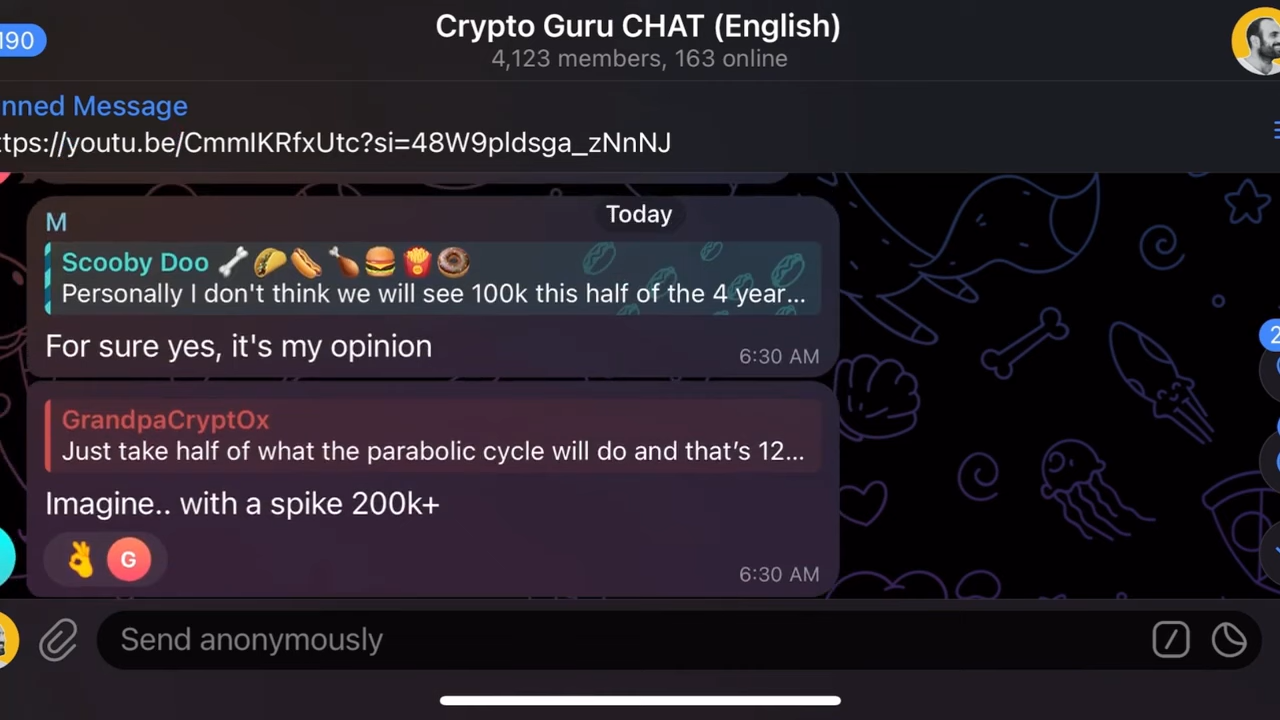 190
Crypto Guru CHAT (English)
4,123 members, 163 online
nned Message
ttps://youtu.be/CmmIKRfxUtc?si=48W9pldsga_zNnNJ
Today
M
Scooby Doo
Personally I don't think we will see 100k this half of the 4 year...
For sure yes, it's my opinion
6:30 AM
GrandpaCryptOx
Just take half of what the parabolic cycle will do and that’s 12...
Imagine.. with a spike 200k+
G
6:30 AM
2
Send anonymously